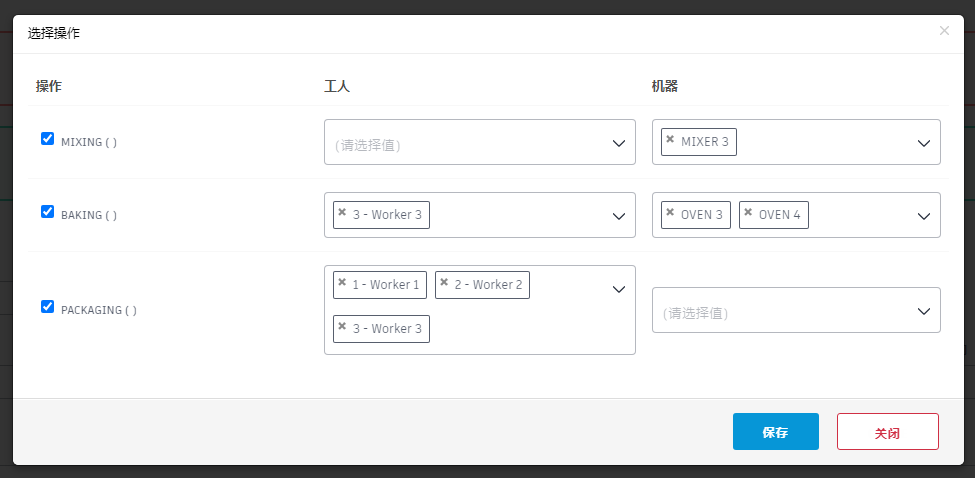 选择操作
操作 工人 机器
MIXING ( ) (请选择值) × MIXER 3
BAKING ( ) × 3 - Worker 3 × OVEN 3 × OVEN 4
× 1 - Worker 1 × 2 - Worker 2
PACKAGING ( ) × 3 - Worker 3 (请选择值)
保存 关闭